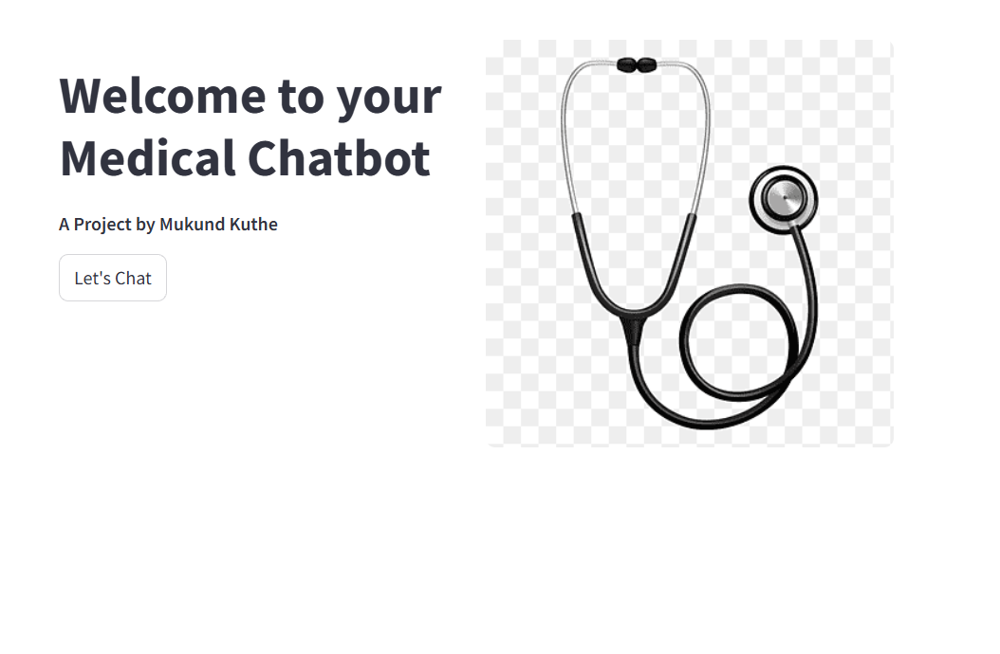 Welcome to your
Medical Chatbot
A Project by Mukund Kuthe
Let's Chat